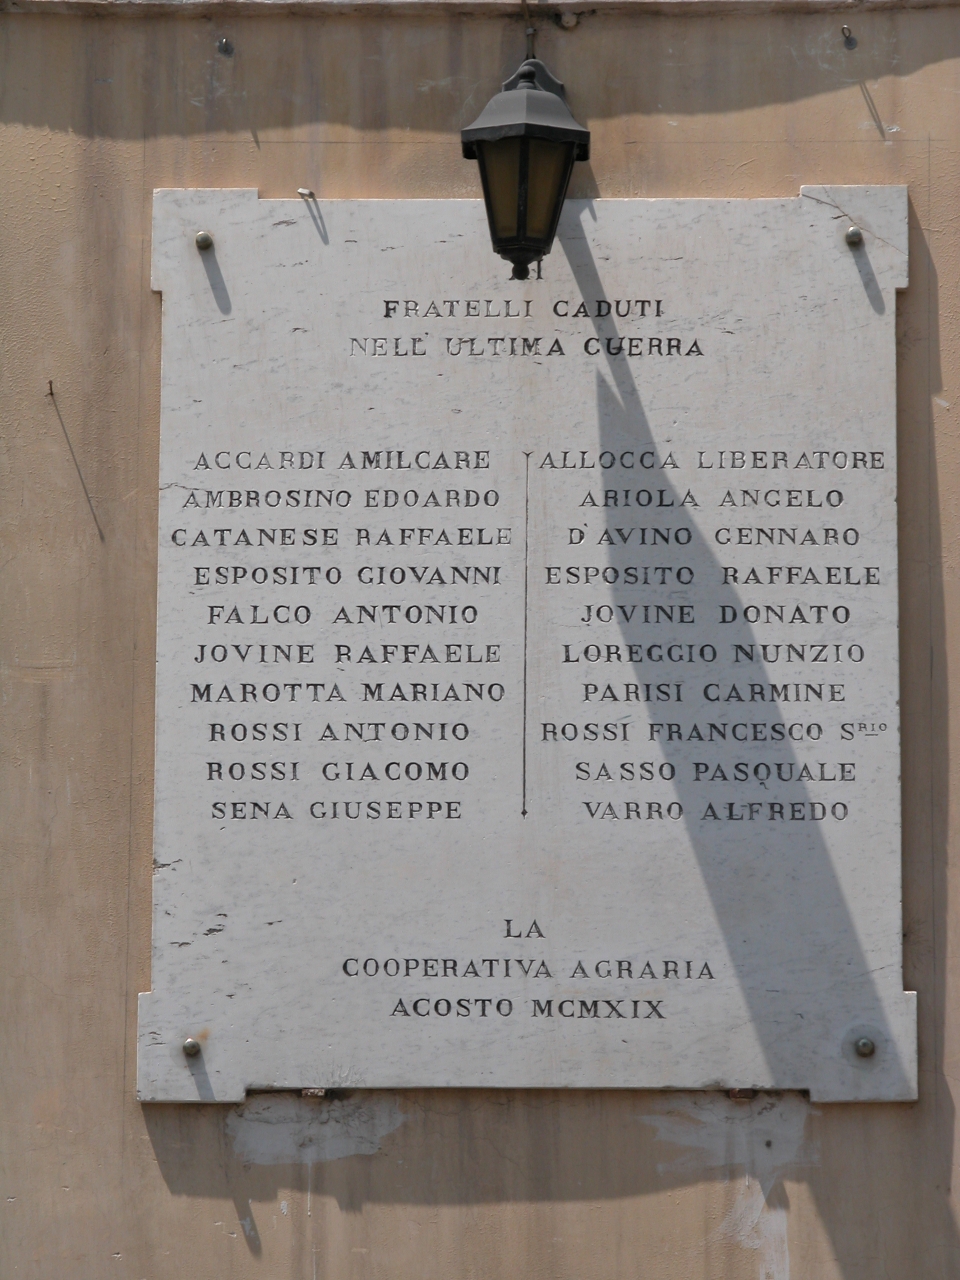 FRATELLI CADUTI
NELL' ULTIMA GUERRA
ACCARDI AMILCARE
AMBROSINO EDOARDO
CATANESE RAFFAELE
ESPOSITO GIOVANNI
FALCO ANTONIO
JOVINE RAFFAELE
MAROTTA MARIANO
ROSSI ANTONIO
ROSSI GIACOMO
SENA GIUSEPPE
ALLOCCA LIBERATORE
ARIOLA ANGELO
D'AVINO GENNARO
ESPOSITO RAFFAELE
JOVINE DONATO
LOREGGIO NUNZIO
PARISI CARMINE
ROSSI FRANCESCO SRIO
SASSO PASQUALE
VARRO ALFREDO
LA
COOPERATIVA AGRARIA
AGOSTO MCMXIX